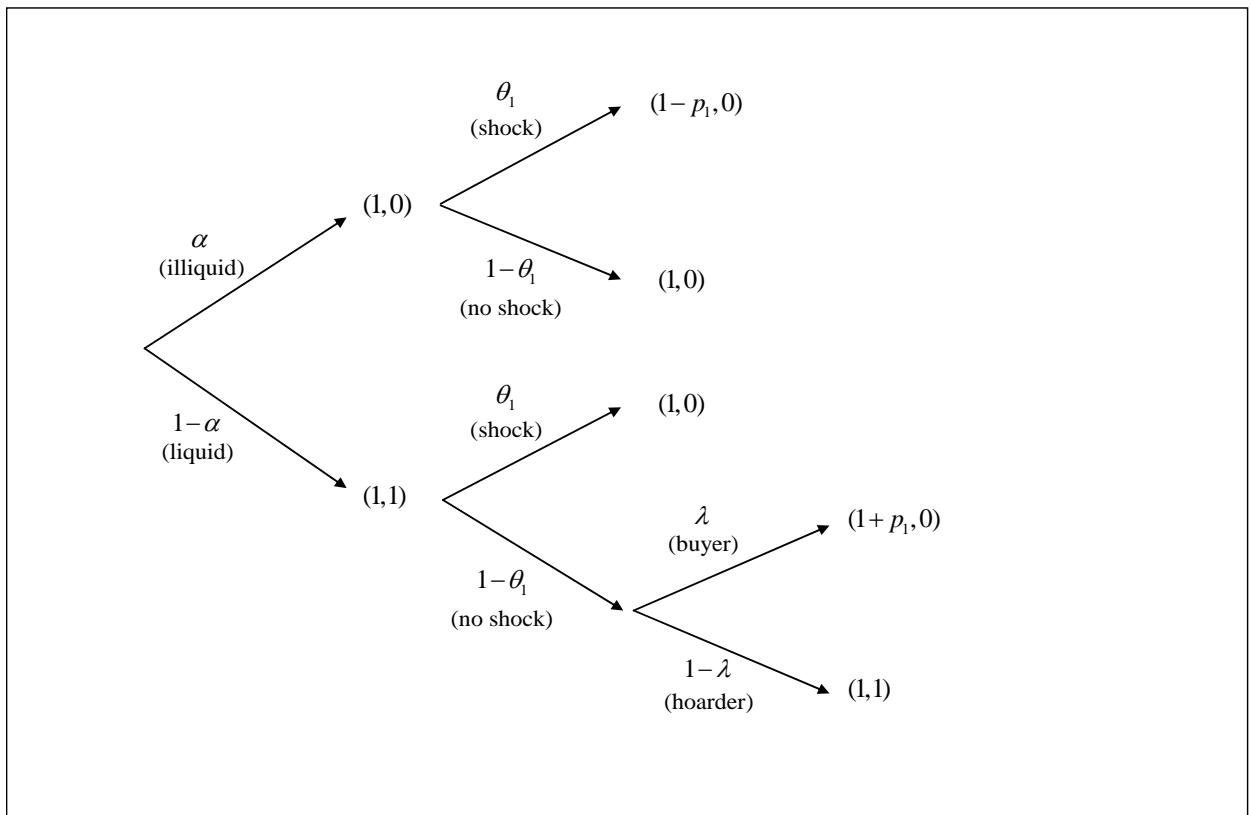 θ₁
(shock)
(1− p₁,0)
α
(illiquid)
(1,0)
1−θ₁
(no shock)
(1,0)
1−α
(liquid)
(1,1)
θ₁
(shock)
(1,0)
1−θ₁
(no shock)
λ
(buyer)
(1+ p₁,0)
1−λ
(hoarder)
(1,1)